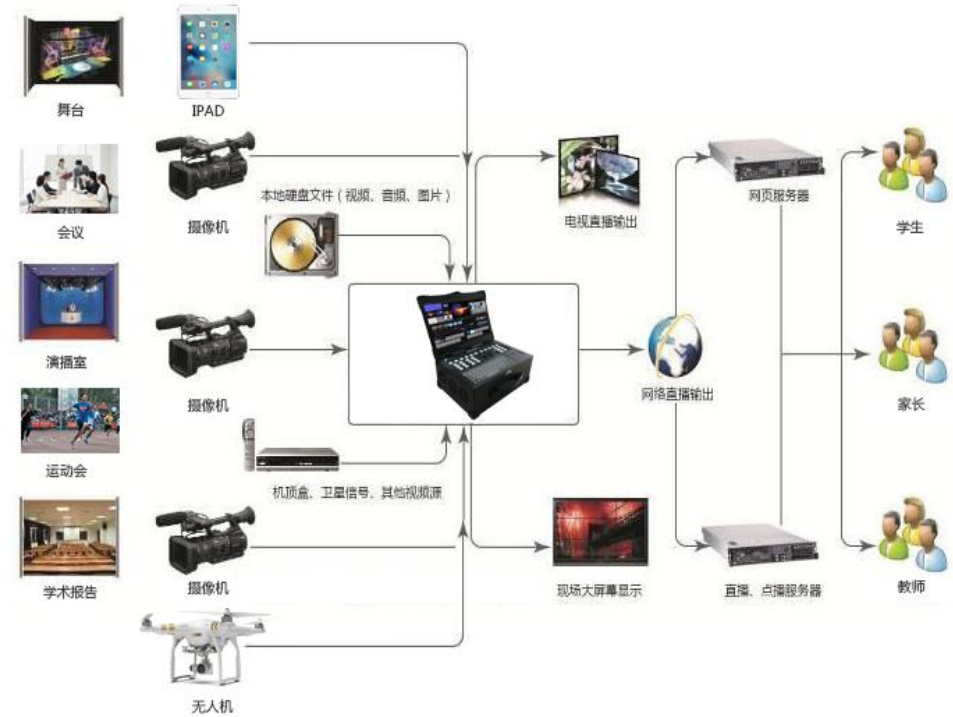 舞台
IPAD
会议
摄像机
本地硬盘文件（视频、音频、图片）
电视直播输出
网页服务器
学生
演播室
摄像机
网络直播输出
家长
运动会
机顶盒、卫星信号、其他视频源
学术报告
摄像机
现场大屏幕显示
直播、点播服务器
教师
无人机